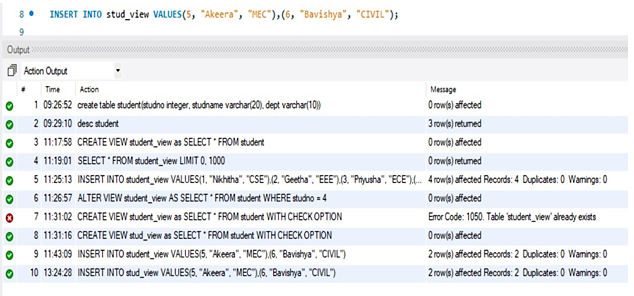 8 INSERT INTO stud_view VALUES(5, "Akeera", "MEC"),(6, "Bavishya", "CIVIL");
9
Output
Action Output
# Time Action Message
1 09:26:52 create table student(studno integer, studname varchar(20), dept varchar(10)) 0 row(s) affected
2 09:29:10 desc student 3 row(s) returned
3 11:17:58 CREATE VIEW student_view as SELECT * FROM student 0 row(s) affected
4 11:19:01 SELECT * FROM student_view LIMIT 0, 1000 0 row(s) returned
5 11:25:13 INSERT INTO student_view VALUES(1, "Nikhitha", "CSE"),(2, "Geetha", "EEE"),(3, "Priyusha", "ECE"),(... 4 row(s) affected Records: 4 Duplicates: 0 Warnings: 0
6 11:26:57 ALTER VIEW student_view AS SELECT * FROM student WHERE studno = 4 0 row(s) affected
7 11:31:02 CREATE VIEW student_view as SELECT * FROM student WITH CHECK OPTION Error Code: 1050. Table 'student_view' already exists
8 11:31:16 CREATE VIEW stud_view as SELECT * FROM student WITH CHECK OPTION 0 row(s) affected
9 11:43:09 INSERT INTO student_view VALUES(5, "Akeera", "MEC"),(6, "Bavishya", "CIVIL") 2 row(s) affected Records: 2 Duplicates: 0 Warnings: 0
10 13:24:28 INSERT INTO stud_view VALUES(5, "Akeera", "MEC"),(6, "Bavishya", "CIVIL") 2 row(s) affected Records: 2 Duplicates: 0 Warnings: 0